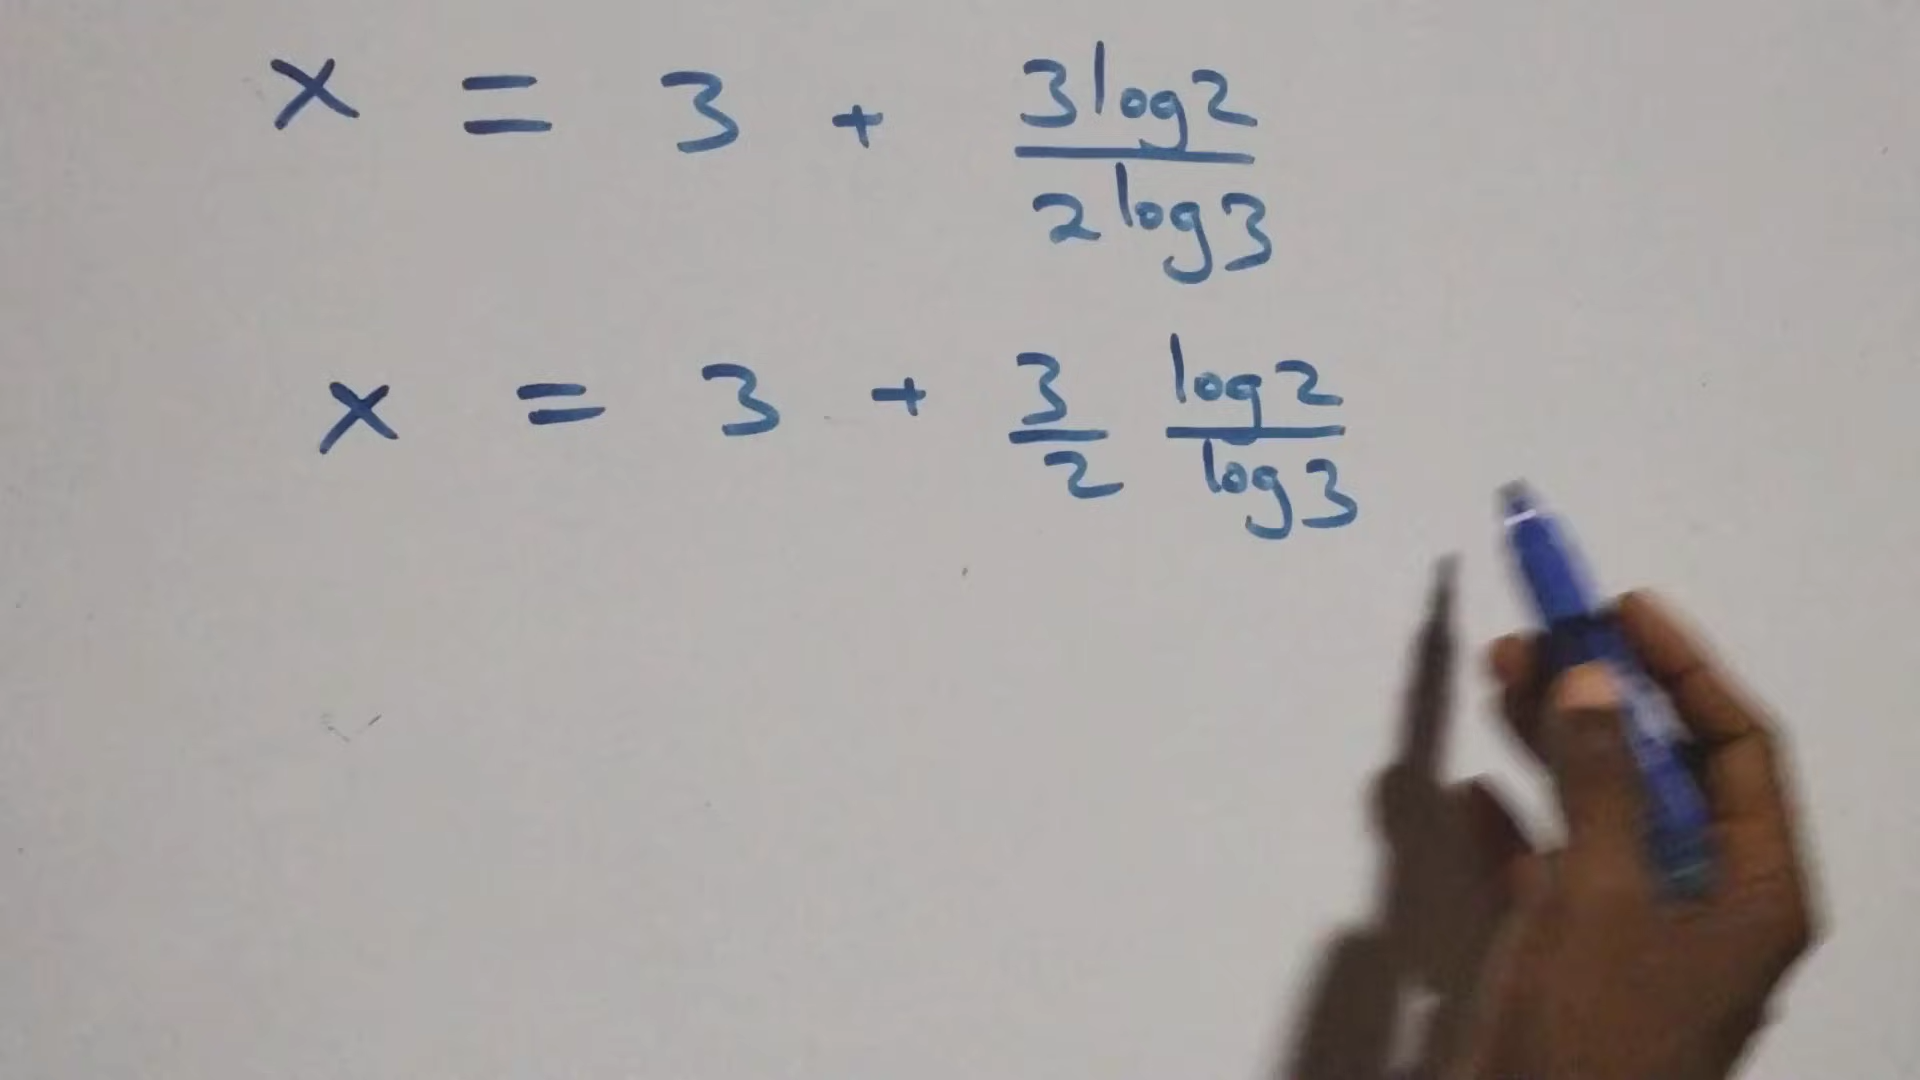 x = 3 + 3log2/2log3
x = 3 + 3/2 log2/log3